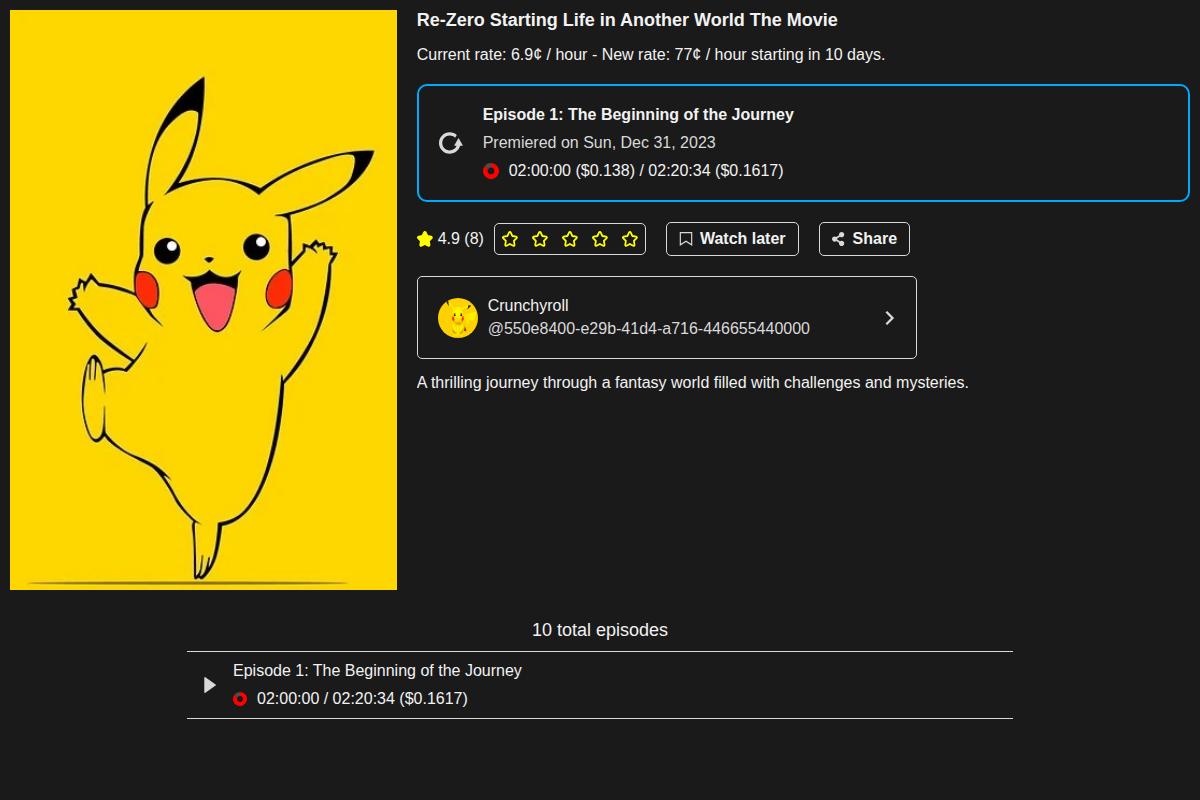 Re-Zero Starting Life in Another World The Movie
Current rate: 6.9¢ / hour - New rate: 77¢ / hour starting in 10 days.
Episode 1: The Beginning of the Journey
Premiered on Sun, Dec 31, 2023
02:00:00 ($0.138) / 02:20:34 ($0.1617)
4.9 (8) Watch later Share
Crunchyroll
@550e8400-e29b-41d4-a716-446655440000
A thrilling journey through a fantasy world filled with challenges and mysteries.
10 total episodes
Episode 1: The Beginning of the Journey
02:00:00 / 02:20:34 ($0.1617)